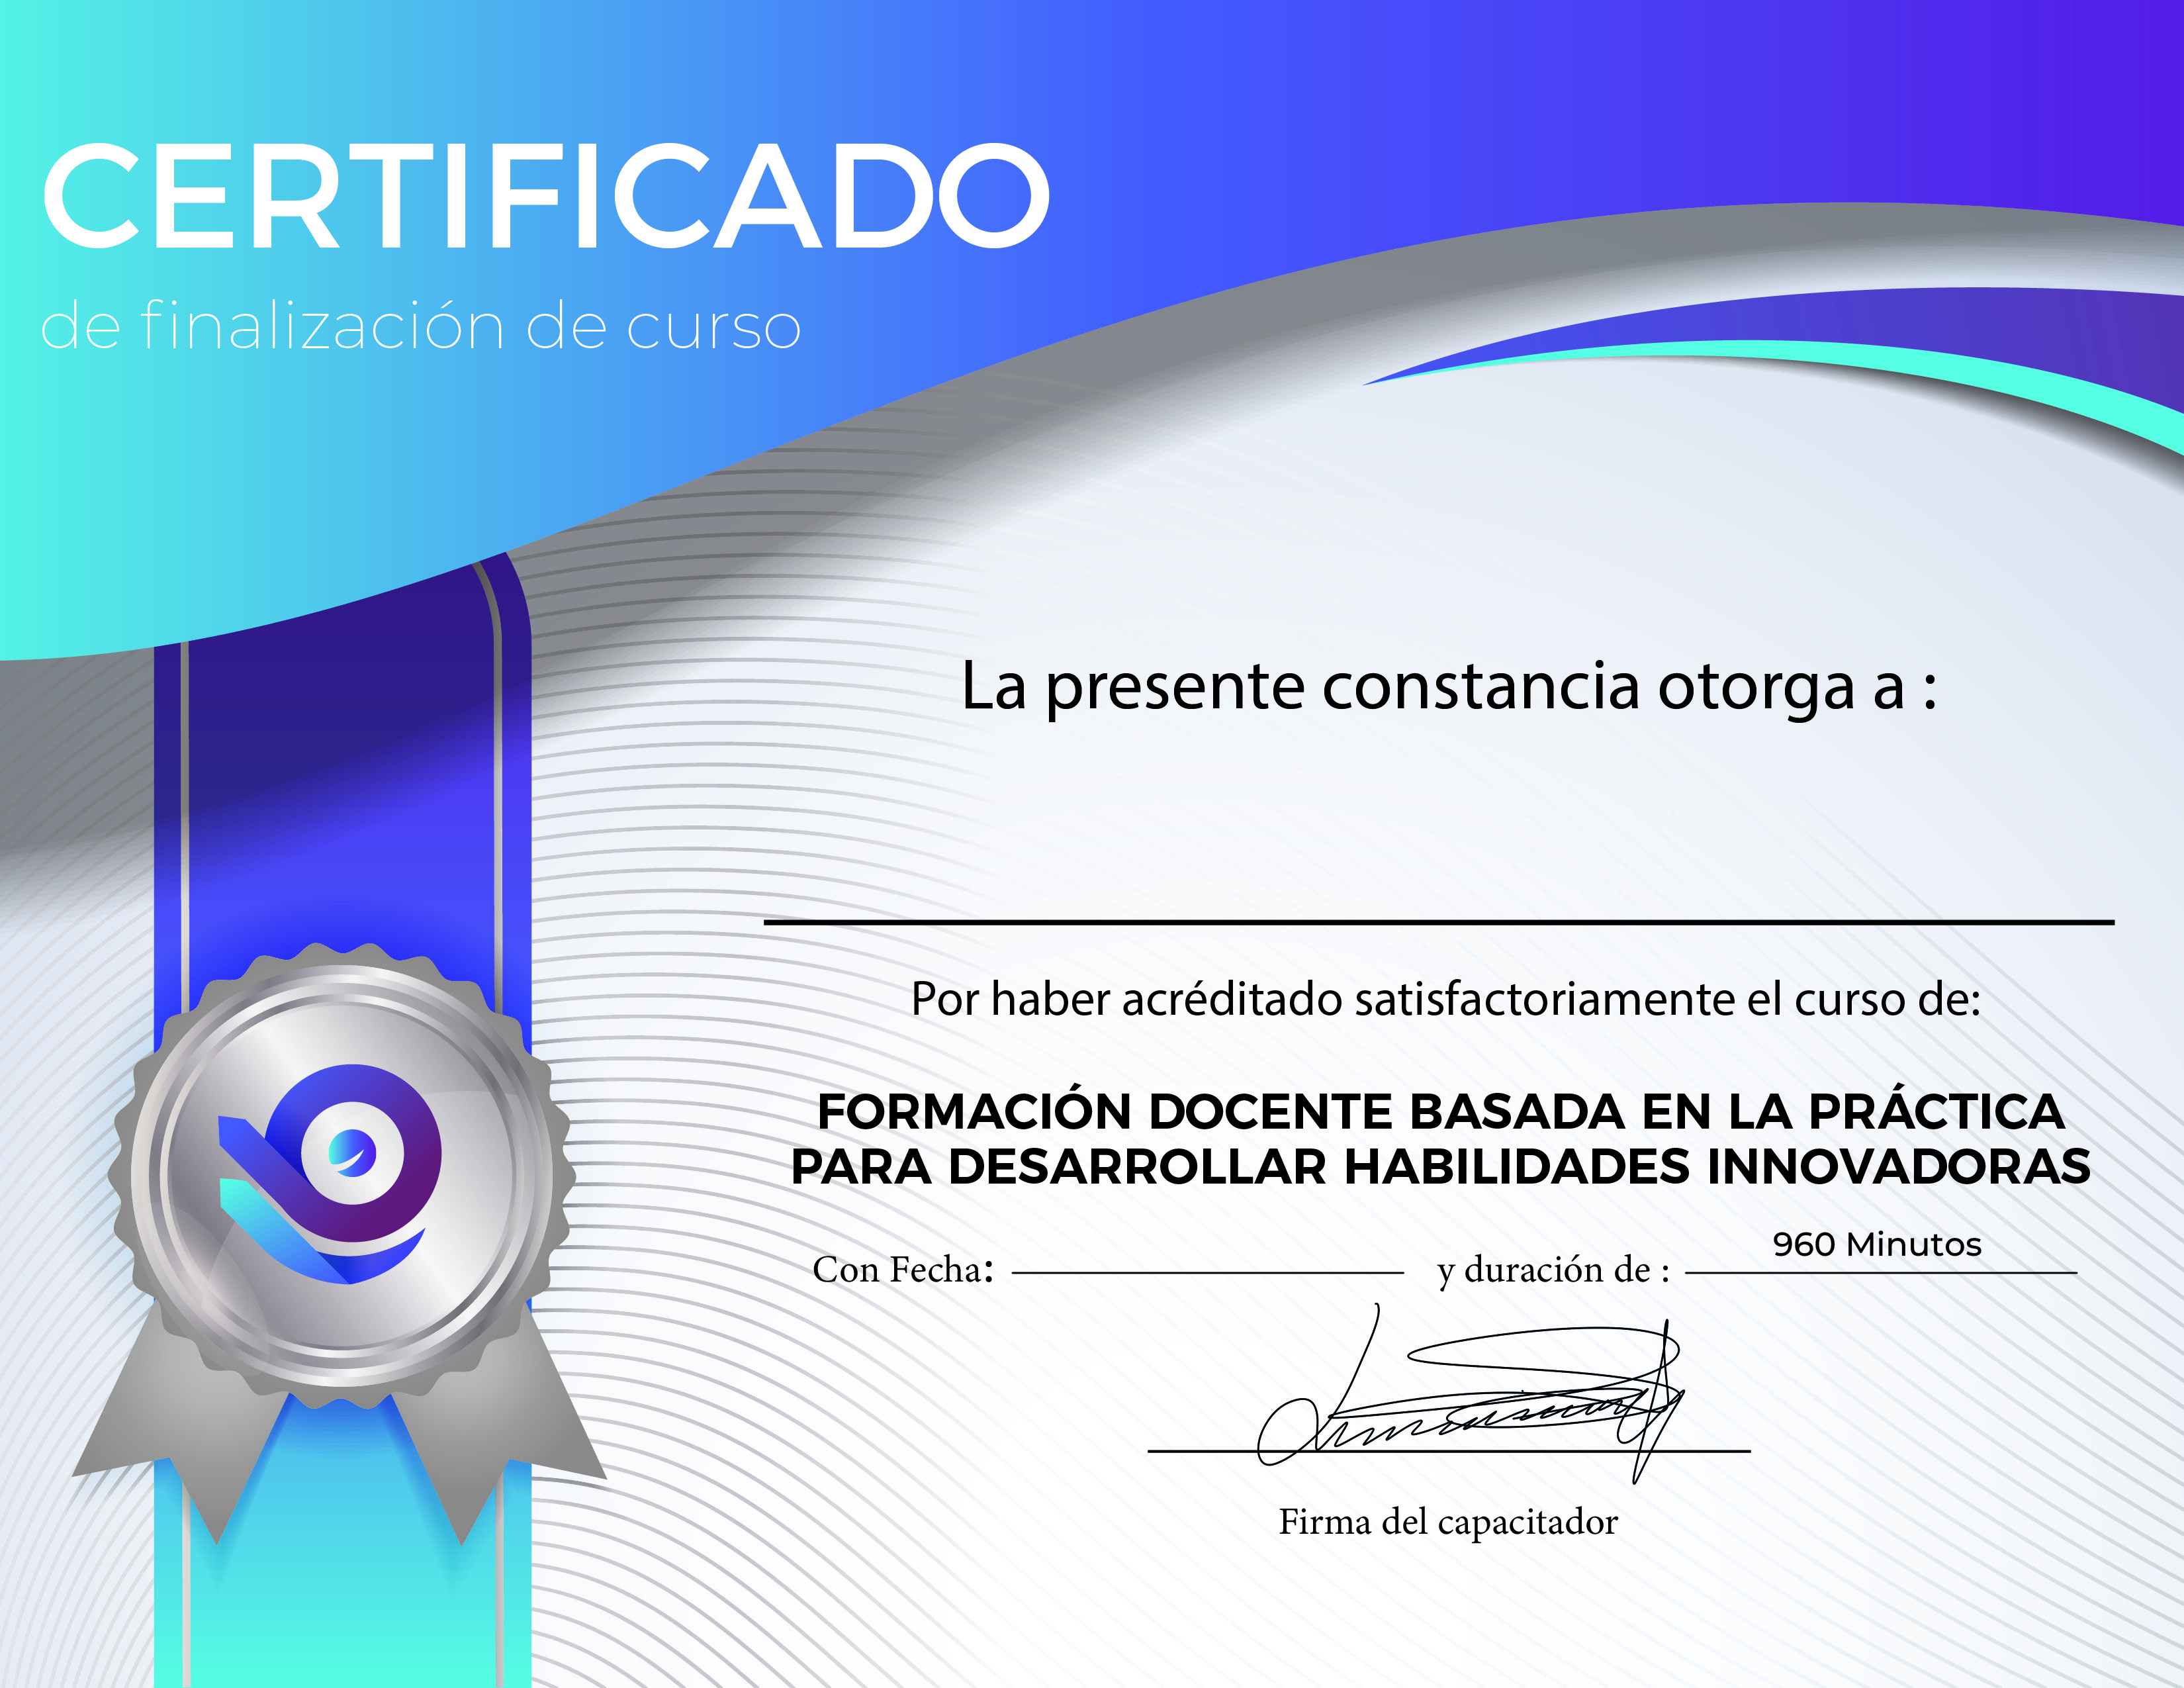 CERTIFICADO
de finalización de curso
La presente constancia otorga a :
Por haber acréditado satisfactoriamente el curso de:
FORMACIÓN DOCENTE BASADA EN LA PRÁCTICA
PARA DESARROLLAR HABILIDADES INNOVADORAS
Con Fecha: y duración de : 960 Minutos
Firma del capacitador